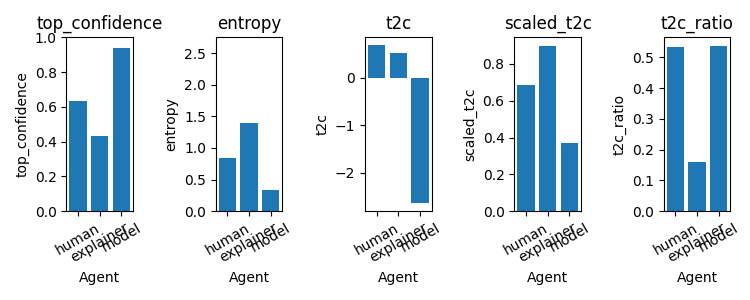 top_confidence
entropy
t2c
scaled_t2c
t2c_ratio
top_confidence
1.0
0.8
0.6
0.4
0.2
0.0
human
explainer
model
Agent
entropy
2.5
2.0
1.5
1.0
0.5
0.0
human
explainer
model
Agent
t2c
0
−1
−2
human
explainer
model
Agent
scaled_t2c
0.8
0.6
0.4
0.2
0.0
human
explainer
model
Agent
t2c_ratio
0.5
0.4
0.3
0.2
0.1
0.0
human
explainer
model
Agent